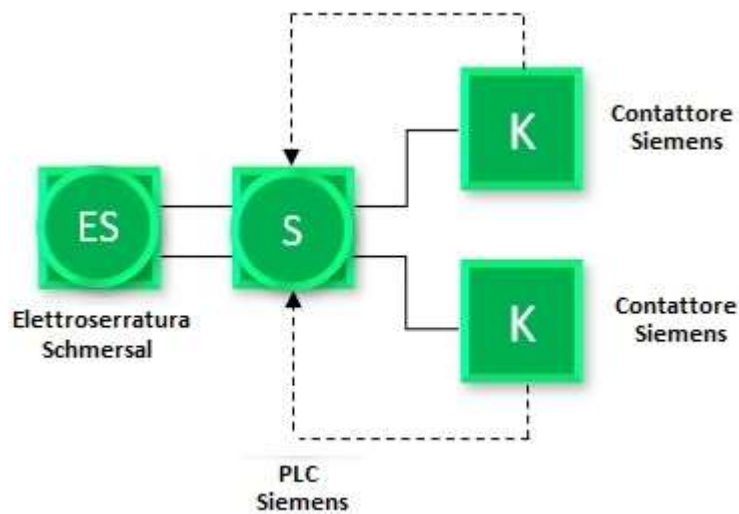 K
Contattore
Siemens
ES
S
Elettroserratura
Schmersal
K
Contattore
Siemens
PLC
Siemens